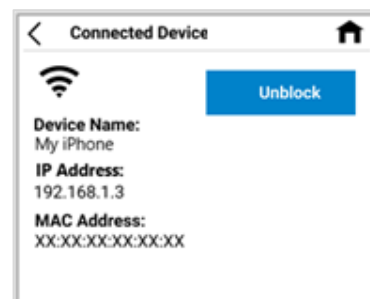 Connected Device
Unblock
Device Name:
My iPhone
IP Address:
192.168.1.3
MAC Address:
XX:XX:XX:XX:XX:XX